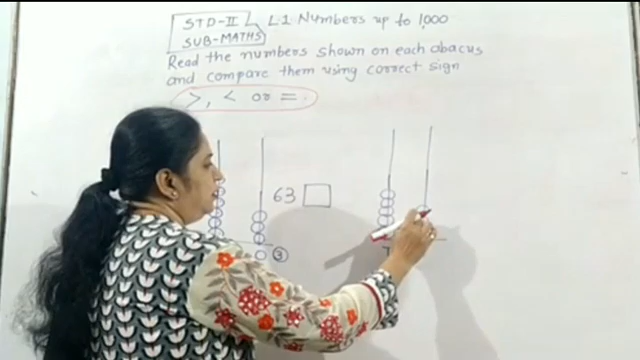 STD-II L.1 Numbers up to 1,000
SUB-MATHS
Read the numbers shown on each abacus
and compare them using correct sign
>, < or =.
63
T
O 3